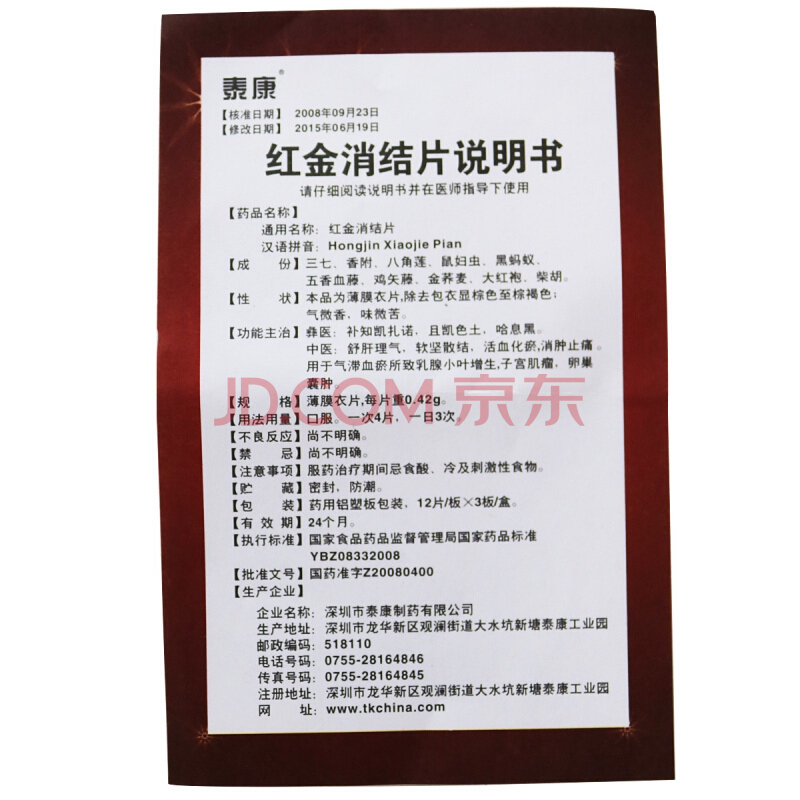 泰康®
【核准日期】 2008年09月23日
【修改日期】 2015年06月19日
红金消结片说明书
请仔细阅读说明书并在医师指导下使用
【药品名称】
通用名称：红金消结片
汉语拼音：Hongjin Xiaojie Pian
【成 份】三七、香附、八角莲、鼠妇虫、黑蚂蚁、
五香血藤、鸡矢藤、金荞麦、大红袍、柴胡。
【性 状】本品为薄膜衣片,除去包衣显棕色至棕褐色；
气微香，味微苦。
【功能主治】彝医：补知凯扎诺，且凯色土，哈息黑。
中医：舒肝理气，软坚散结，活血化瘀,消肿止痛。
用于气滞血瘀所致乳腺小叶增生,子宫肌瘤，卵巢
囊肿。
【规 格】薄膜衣片,每片重0.42g。
【用法用量】口服。一次4片，一日3次。
【不良反应】尚不明确。
【禁 忌】尚不明确。
【注意事项】服药治疗期间忌食酸、冷及刺激性食物。
【贮 藏】密封，防潮。
【包 装】药用铝塑板包装，12片/板×3板/盒。
【有 效 期】24个月。
【执行标准】国家食品药品监督管理局国家药品标准
YBZ08332008
【批准文号】国药准字Z20080400
【生产企业】
企业名称：深圳市泰康制药有限公司
生产地址：深圳市龙华新区观澜街道大水坑新塘泰康工业园
邮政编码：518110
电话号码：0755-28164846
传真号码：0755-28164845
注册地址：深圳市龙华新区观澜街道大水坑新塘泰康工业园
网 址：www.tkchina.com
JD.COM 京东